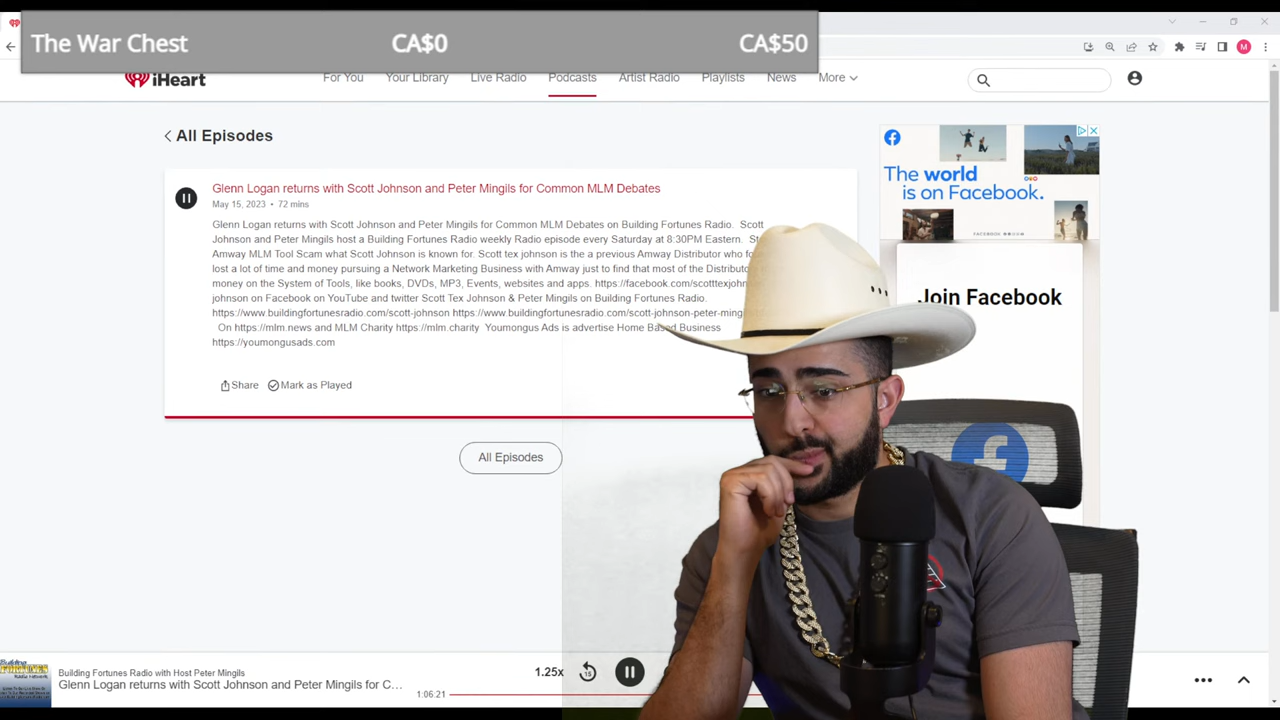 The War Chest CA$0 CA$50
iHeart For You Your Library Live Radio Podcasts Artist Radio Playlists News More
M
All Episodes
Glenn Logan returns with Scott Johnson and Peter Mingils for Common MLM Debates
May 15, 2023 • 72 mins
Glenn Logan returns with Scott Johnson and Peter Mingils for Common MLM Debates on Building Fortunes Radio. Scott
Johnson and Peter Mingils host a Building Fortunes Radio weekly Radio episode every Saturday at 8:30PM Eastern.
Amway MLM Tool Scam what Scott Johnson is known for. Scott tex johnson is the a previous Amway Distributor who
lost a lot of time and money pursuing a Network Marketing Business with Amway just to find that most of the
money on the System of Tools, like books, DVDs, MP3, Events, websites and apps. https://facebook.com/scotttexjohn
johnson on Facebook on YouTube and twitter Scott Tex Johnson & Peter Mingils on Building Fortunes Radio.
https://www.buildingfortunesradio.com/scott-johnson https://www.buildingfortunesradio.com/scott-johnson-peter-ming
On https://mlm.news and MLM Charity https://mlm.charity Youmongus Ads is advertise Home Based Business
https://youmongusads.com
Share Mark as Played
All Episodes
The world
is on Facebook.
FACEBOOK
Join Facebook
Building Fortunes Radio with Host Peter Mingils
Glenn Logan returns with Scott Johnson and Peter Mingils for C...
1:06:21
1.25x
15